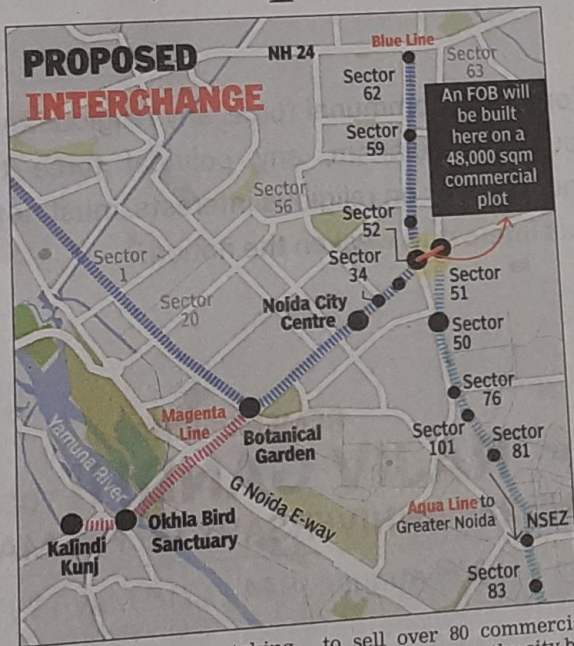 PROPOSED
INTERCHANGE
NH 24
Blue Line
Sector
63
Sector
62
An FOB will
be built
here on a
48,000 sqm
commercial
plot
Sector
59
Sector
56
Sector
52
Sector
34
Sector
1
Sector
51
Sector
20
Noida City
Centre
Sector
50
Sector
76
Magenta
Line
Botanical
Garden
Sector
101
Sector
81
Yamuna River
G Noida E-way
Aqua Line to
Greater Noida
NSEZ
Okhla Bird
Sanctuary
Kalindi
Kunj
Sector
83
to sell over 80 commerci